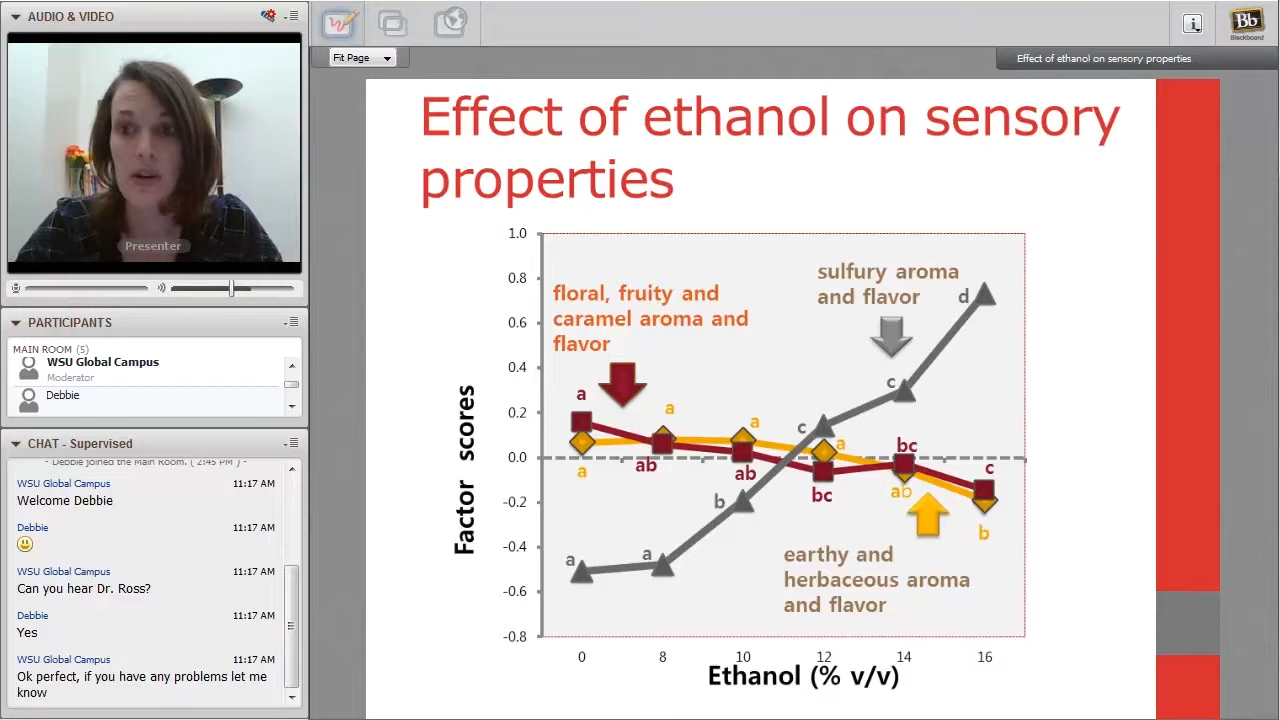 AUDIO & VIDEO
Presenter
PARTICIPANTS
MAIN ROOM (5)
WSU Global Campus
Moderator
Debbie
CHAT - Supervised
- Debbie joined the Main Room. ( 2:48 PM ) -
WSU Global Campus 11:17 AM
Welcome Debbie
Debbie 11:17 AM
WSU Global Campus 11:17 AM
Can you hear Dr. Ross?
Debbie 11:17 AM
Yes
WSU Global Campus 11:17 AM
Ok perfect, if you have any problems let me
know
Fit Page
i
Bb
Blackboard
Effect of ethanol on sensory properties
Effect of ethanol on sensory
properties
1.0
0.8
0.6
0.4
0.2
0.0
-0.2
-0.4
-0.6
-0.8
Factor scores
floral, fruity and
caramel aroma and
flavor
sulfury aroma
and flavor
earthy and
herbaceous aroma
and flavor
a ab ab bc bc c
a a a a ab b
a a b c c d
0 8 10 12 14 16
Ethanol (% v/v)